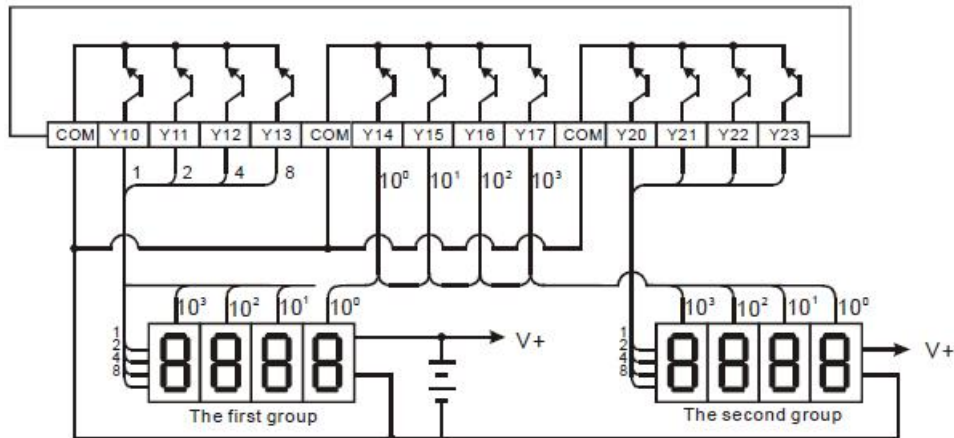 COM Y10 Y11 Y12 Y13 COM Y14 Y15 Y16 Y17 COM Y20 Y21 Y22 Y23
1 2 4 8 10⁰ 10¹ 10² 10³
10³ 10² 10¹ 10⁰ 10³ 10² 10¹ 10⁰
1
2
4
8
V+
1
2
4
8
V+
The first group
The second group